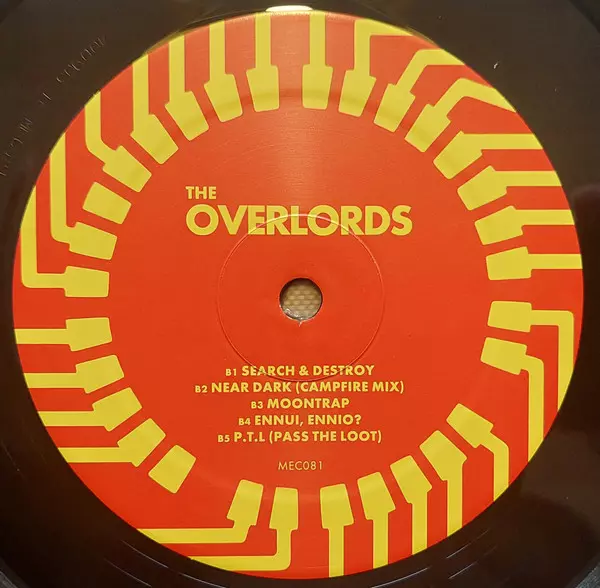 THE
OVERLORDS
B1 SEARCH & DESTROY
B2 NEAR DARK (CAMPFIRE MIX)
B3 MOONTRAP
B4 ENNUI, ENNIO?
B5 P.T.L (PASS THE LOOT)
MEC081